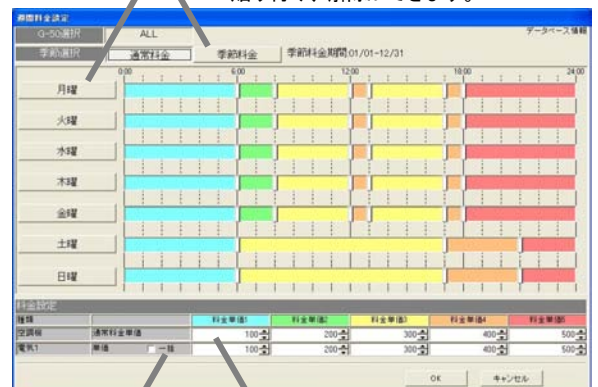 週間料金設定
G-50選択 ALL データベース情報
季節選択 通常料金 季節料金 季節料金期間:01/01-12/31
0:00 6:00 12:00 18:00 24:00
月曜
火曜
水曜
木曜
金曜
土曜
日曜
料金設定
種類 料金単価1 料金単価2 料金単価3 料金単価4 料金単価5
空調機 通常料金単価 100 200 300 400 500
電気1 単価 一括 100 200 300 400 500
OK キャンセル